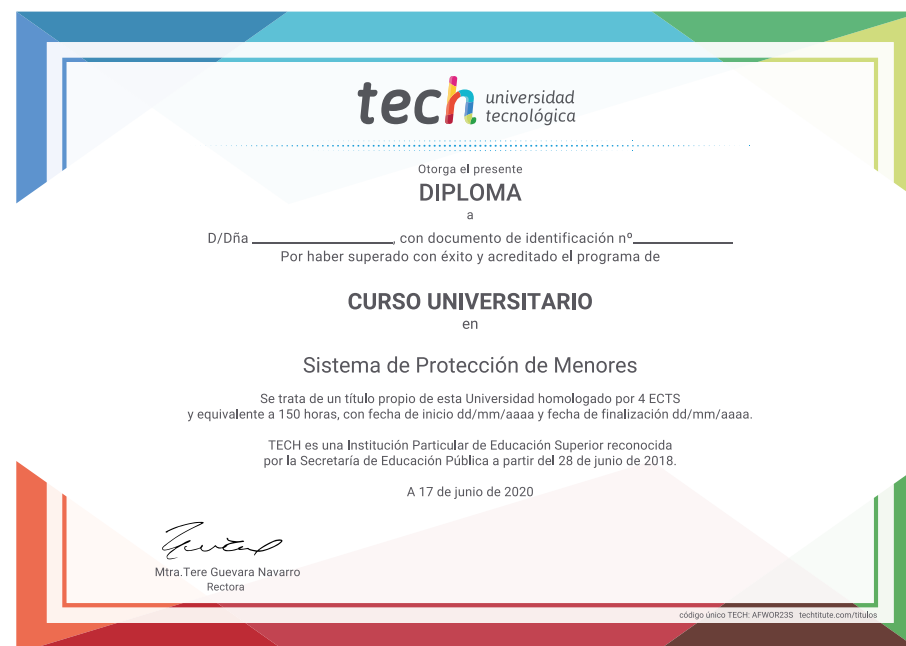 tech universidad
tecnológica
Otorga el presente
DIPLOMA
a
D/Dña ____________________, con documento de identificación nº______________
Por haber superado con éxito y acreditado el programa de
CURSO UNIVERSITARIO
en
Sistema de Protección de Menores
Se trata de un título propio de esta Universidad homologado por 4 ECTS
y equivalente a 150 horas, con fecha de inicio dd/mm/aaaa y fecha de finalización dd/mm/aaaa.
TECH es una Institución Particular de Educación Superior reconocida
por la Secretaría de Educación Pública a partir del 28 de junio de 2018.
A 17 de junio de 2020
Mtra.Tere Guevara Navarro
Rectora
código único TECH: AFWOR23S techtitute.com/titulos